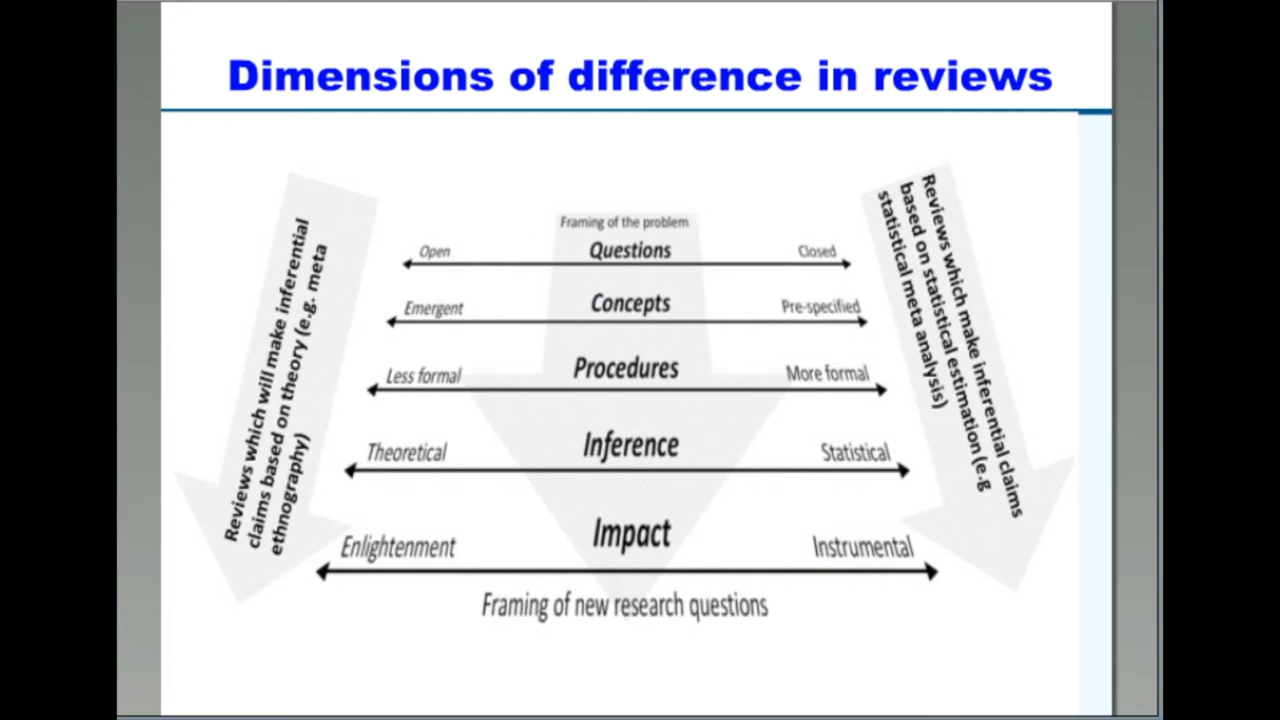 Dimensions of difference in reviews
Framing of the problem
Questions
Open
Closed
Concepts
Emergent
Pre-specified
Procedures
Less formal
More formal
Inference
Theoretical
Statistical
Impact
Enlightenment
Instrumental
Framing of new research questions
Reviews which will make inferential
claims based on theory (e.g. meta
ethnography)
Reviews which make inferential claims
based on statistical estimation (e.g
statistical meta analysis)